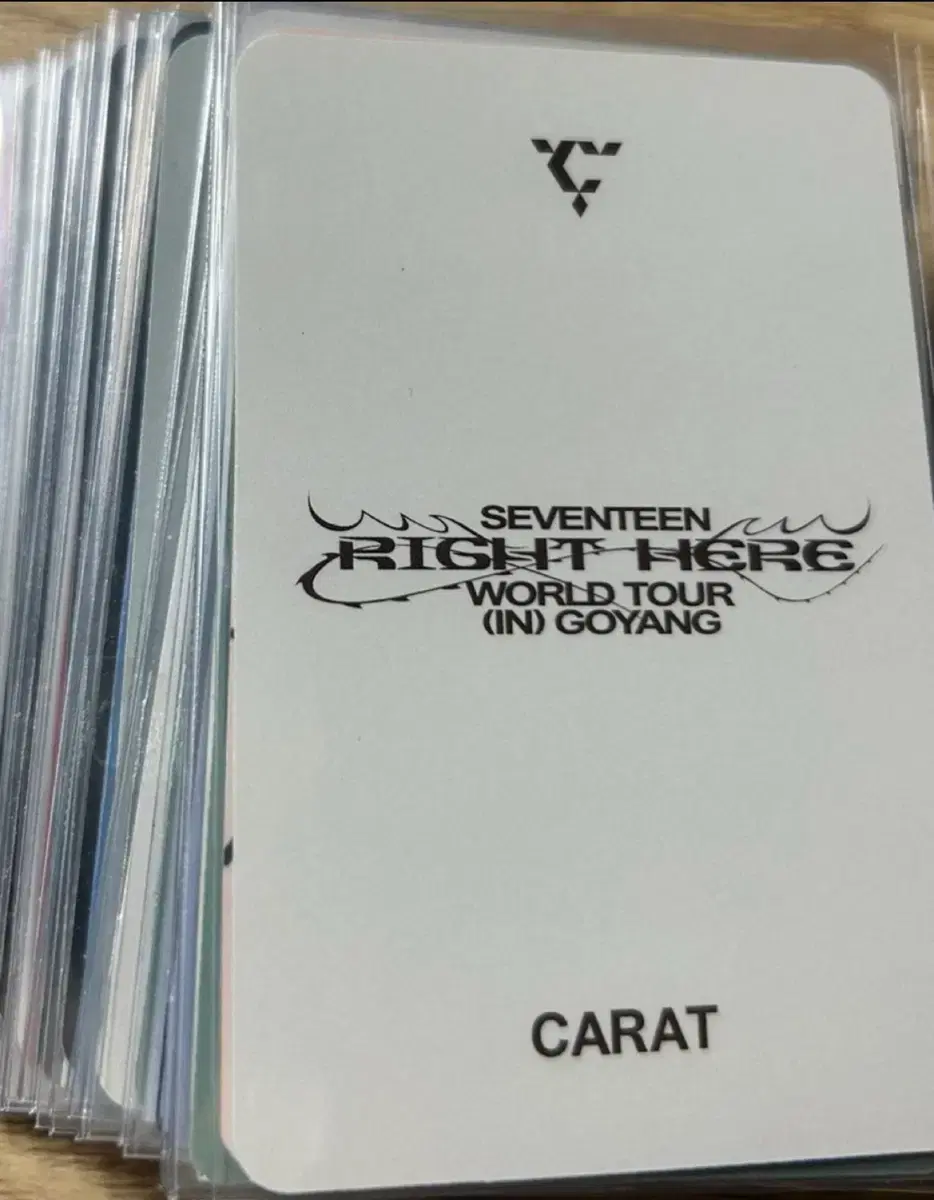 SEVENTEEN
RIGHT HERE
WORLD TOUR
(IN) GOYANG
CARAT